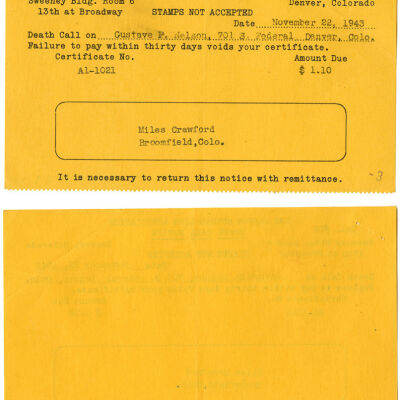 Sweeney Bldg. Room 6 Denver, Colorado
13th at Broadway STAMPS NOT ACCEPTED
Date November 22, 1943
Death Call on Gustave P. Nelson, 701 S. Federal Denver, Colo.
Failure to pay within thirty days voids your certificate.
Certificate No. Amount Due
A1-1021 $ 1.10
Miles Crawford
Broomfield,Colo.
It is necessary to return this notice with remittance.
-3